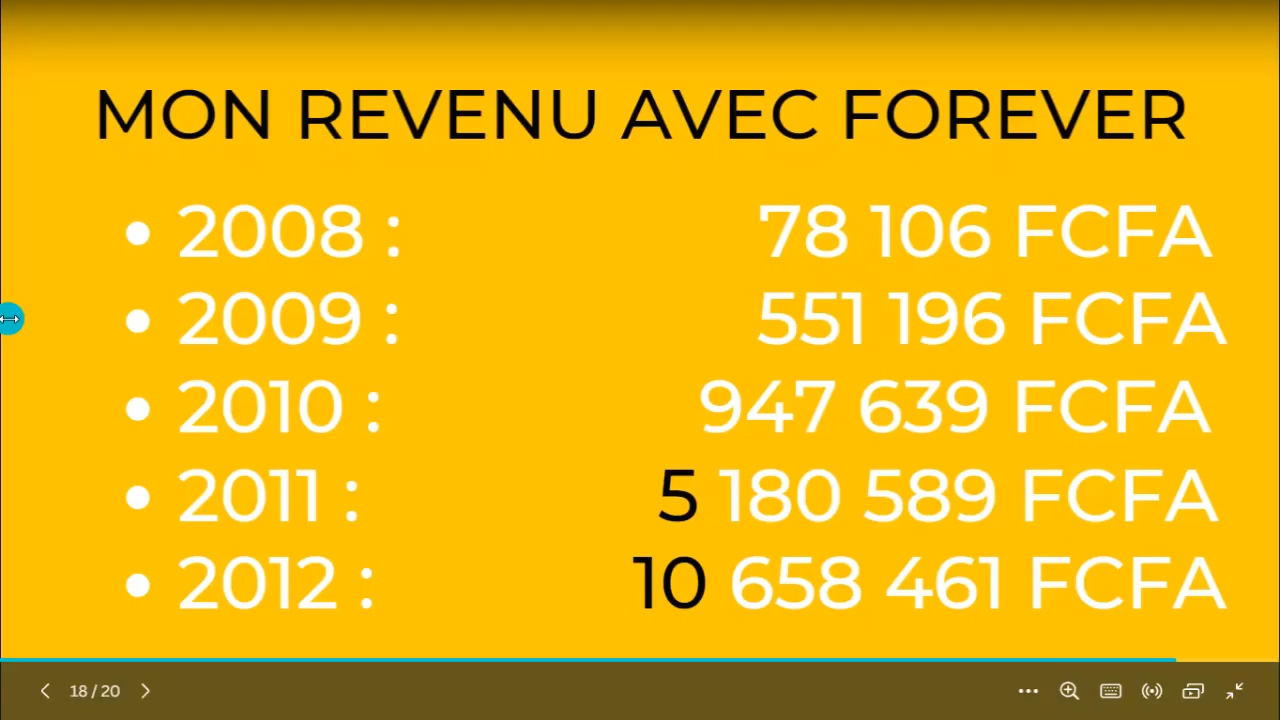 MON REVENU AVEC FOREVER
• 2008 : 78 106 FCFA
• 2009 : 551 196 FCFA
• 2010 : 947 639 FCFA
• 2011 : 5 180 589 FCFA
• 2012 : 10 658 461 FCFA
18 / 20